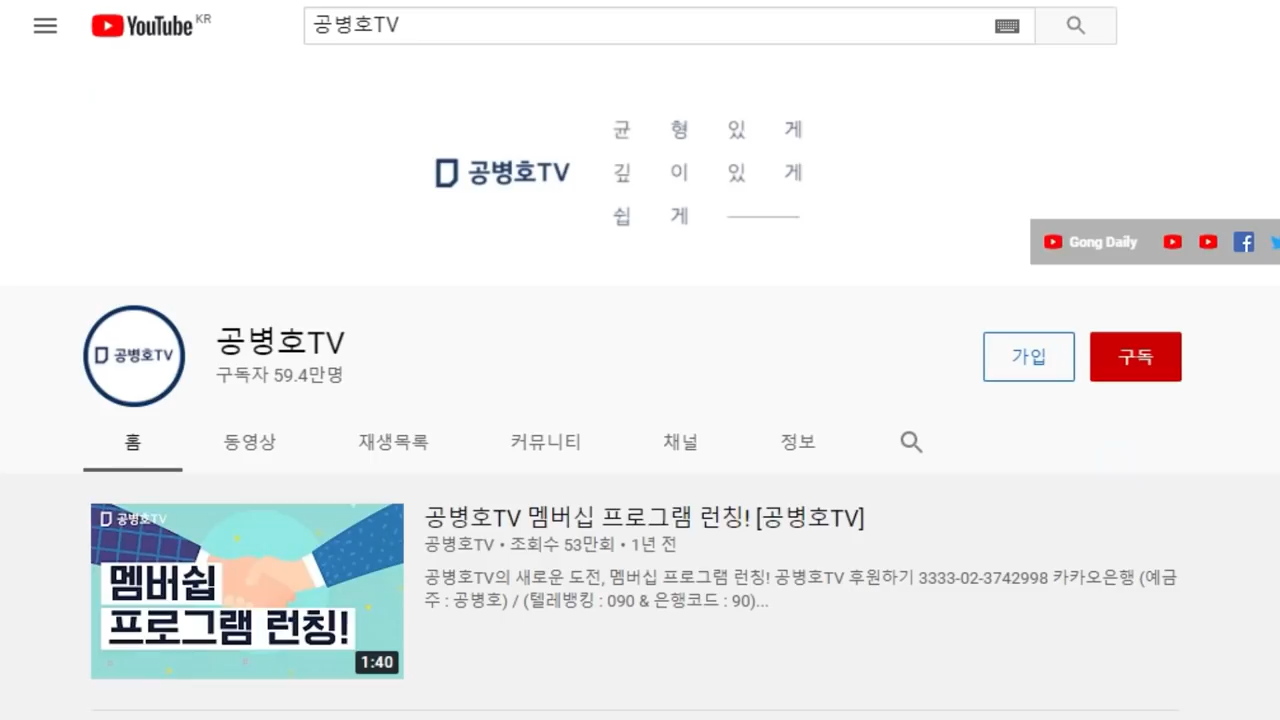 YouTube KR
공병호TV
균 형 있 게
공병호TV 깊 이 있 게
쉽 게
Gong Daily
공병호TV
공병호TV
구독자 59.4만명
가입
구독
홈 동영상 재생목록 커뮤니티 채널 정보
공병호TV
멤버쉽
프로그램 런칭!
1:40
공병호TV 멤버십 프로그램 런칭! [공병호TV]
공병호TV • 조회수 53만회 • 1년 전
공병호TV의 새로운 도전, 멤버십 프로그램 런칭! 공병호TV 후원하기 3333-02-3742998 카카오은행 (예금
주 : 공병호) / (텔레뱅킹 : 090 & 은행코드 : 90)...